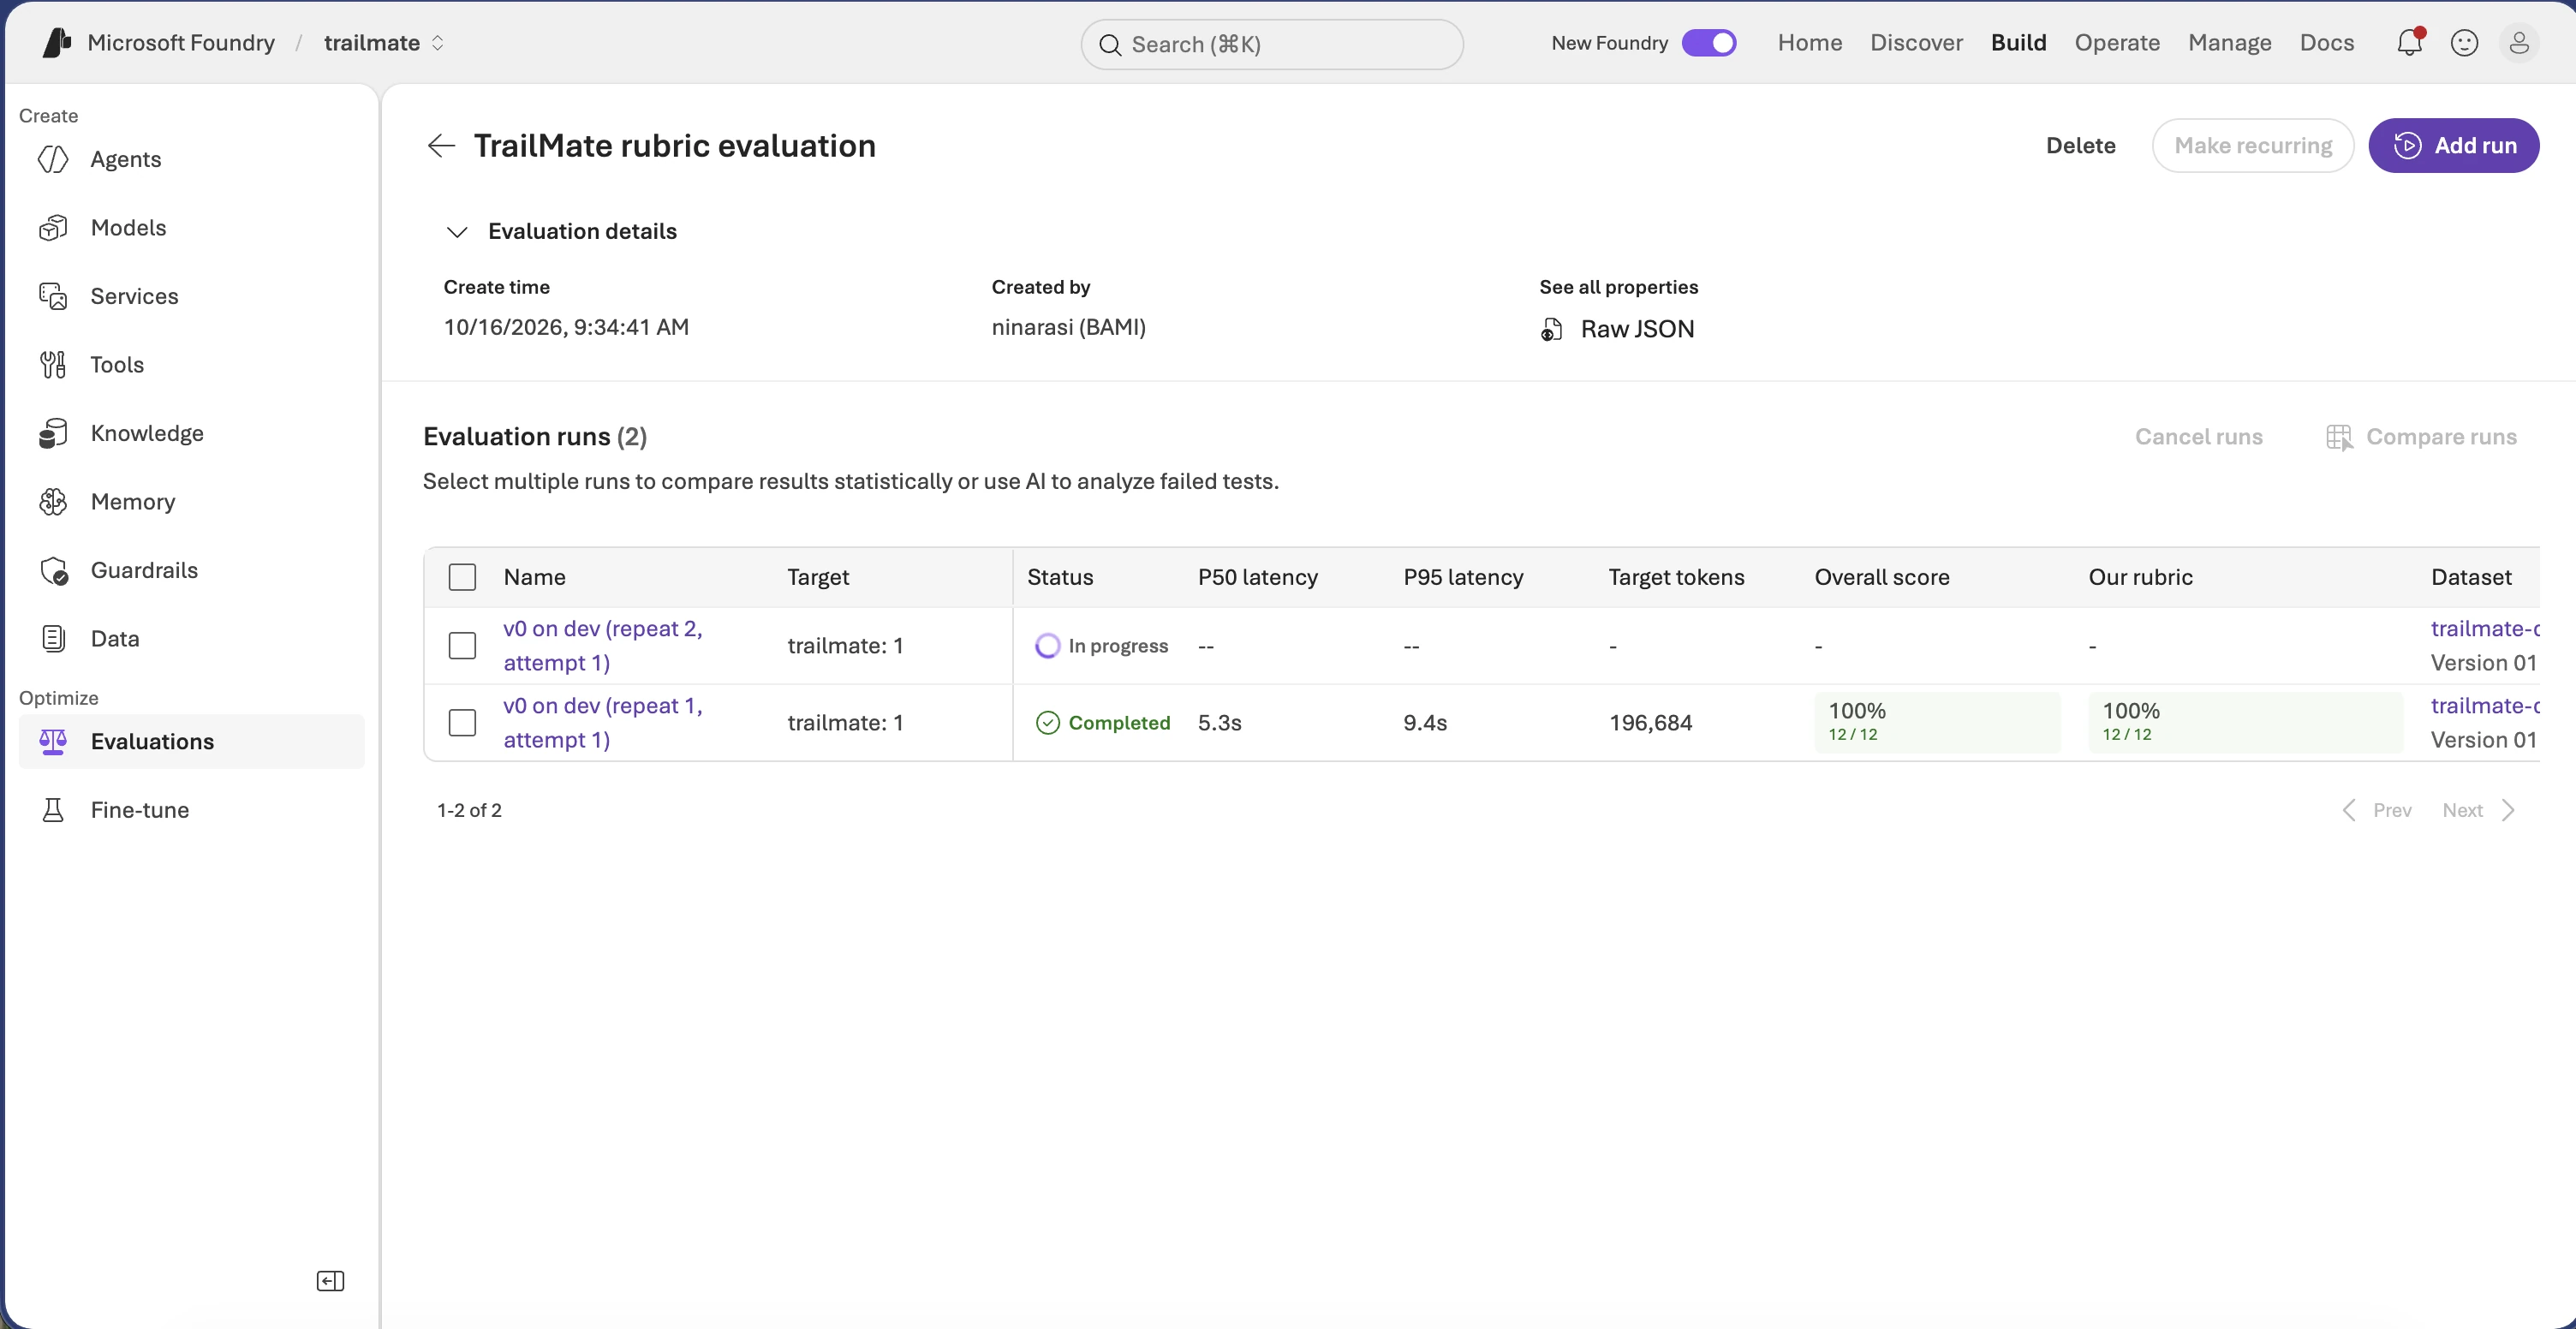 Microsoft Foundry / trailmate
Search (⌘K)
New Foundry
Home
Discover
Build
Operate
Manage
Docs
Create
Agents
Models
Services
Tools
Knowledge
Memory
Guardrails
Data
Optimize
Evaluations
Fine-tune
TrailMate rubric evaluation
Delete
Make recurring
Add run
Evaluation details
Create time
Created by
See all properties
10/16/2026, 9:34:41 AM
ninarasi (BAMI)
Raw JSON
Evaluation runs (2)
Cancel runs
Compare runs
Select multiple runs to compare results statistically or use AI to analyze failed tests.
Name
Target
Status
P50 latency
P95 latency
Target tokens
Overall score
Our rubric
Dataset
v0 on dev (repeat 2,
attempt 1)
trailmate: 1
In progress
--
--
-
-
-
trailmate-d
Version 01
v0 on dev (repeat 1,
attempt 1)
trailmate: 1
Completed
5.3s
9.4s
196,684
100%
12 / 12
100%
12 / 12
trailmate-d
Version 01
1-2 of 2
Prev
Next